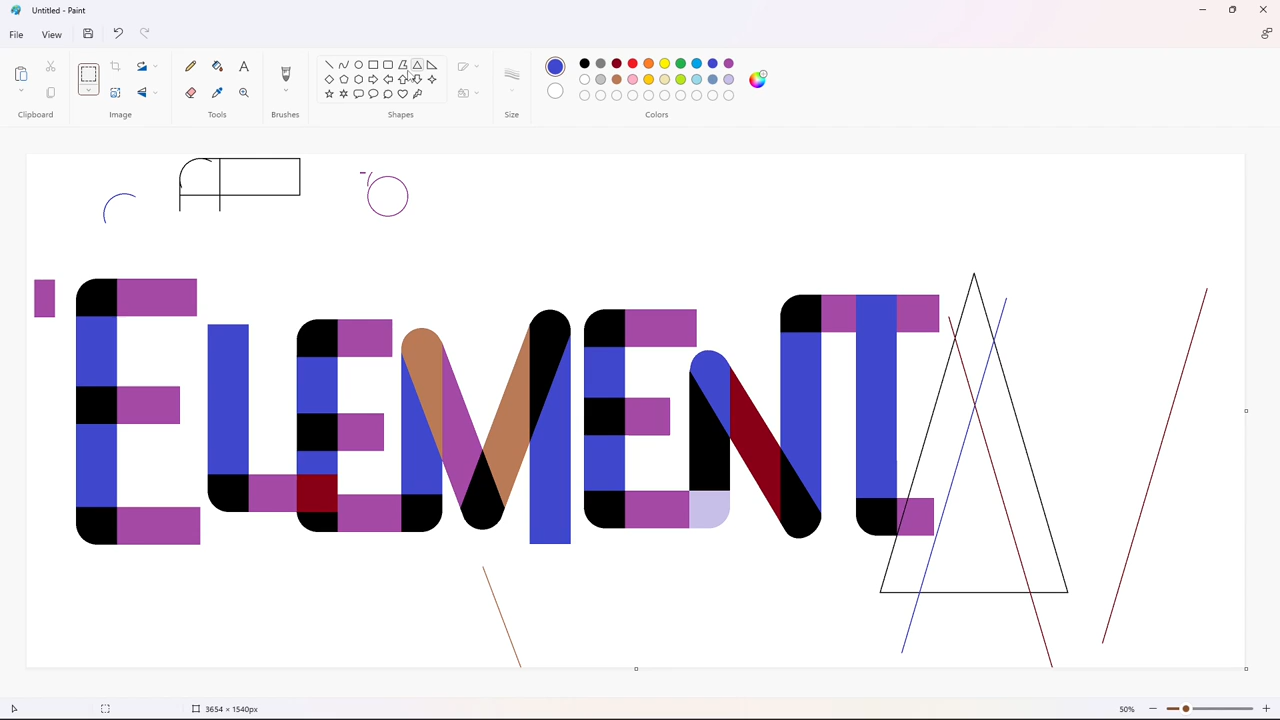 Untitled - Paint
File View
Clipboard Image Tools Brushes Shapes Size Colors
ELEMENT
3654 × 1540px 50%